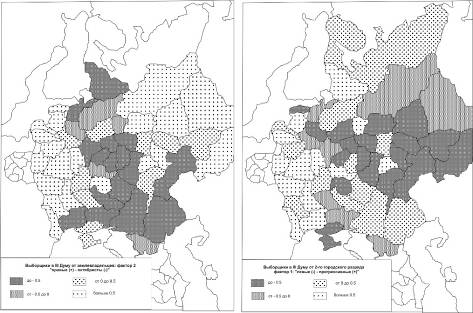 Выборщики в III Думу от землевладельцев: фактор 2
"правые (+) - октябристы (-)"
до - 0.5
от 0 до 0.5
от - 0.5 до 0
больше 0.5
Выборщики в III Думу от 2-го городского разряда
фактор 1: "левые (-) - прогрессивные (+)"
до - 0.5
от 0 до 0.5
от - 0.5 до 0
больше 0.5